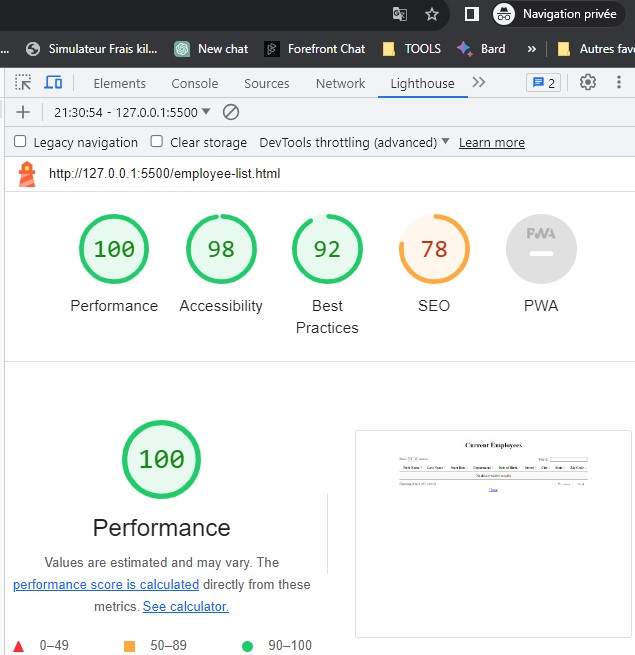 Navigation privée
... Simulateur Frais kil... New chat Forefront Chat TOOLS Bard » Autres favo
Elements Console Sources Network Lighthouse 2
21:30:54 - 127.0.0.1:5500
Legacy navigation Clear storage DevTools throttling (advanced) Learn more
http://127.0.0.1:5500/employee-list.html
100 98 92 78 PWA
Performance Accessibility Best Practices SEO PWA
100
Current Employees
Performance
Values are estimated and may vary. The
performance score is calculated directly from these
metrics. See calculator.
0–49 50–89 90–100